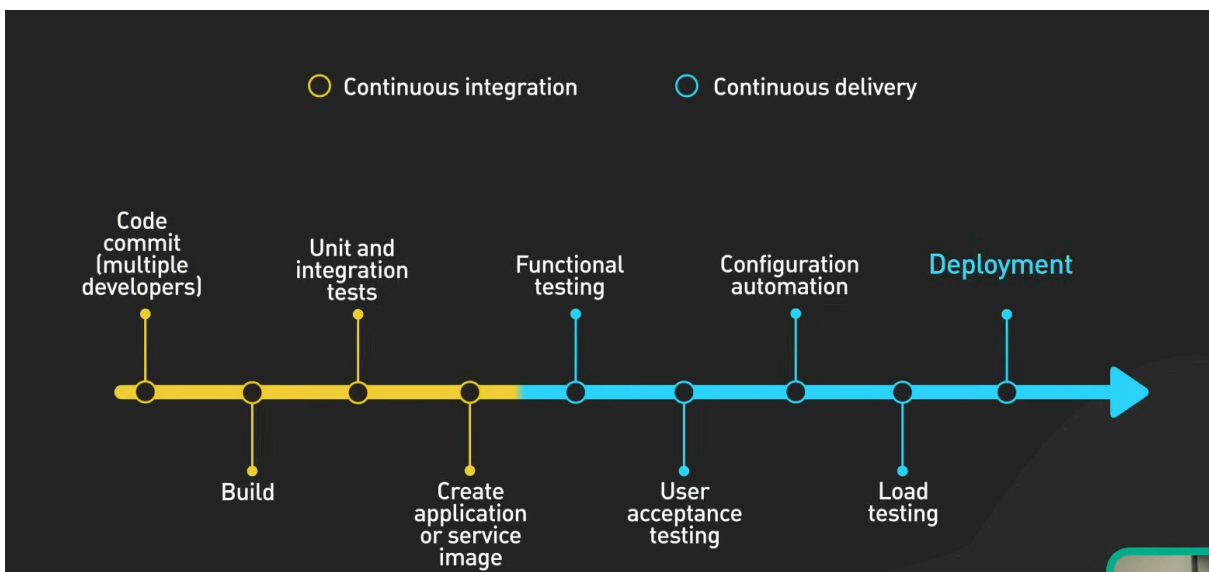 Continuous integration
Continuous delivery
Code
commit
(multiple
developers)
Unit and
integration
tests
Functional
testing
Configuration
automation
Deployment
Build
Create
application
or service
image
User
acceptance
testing
Load
testing